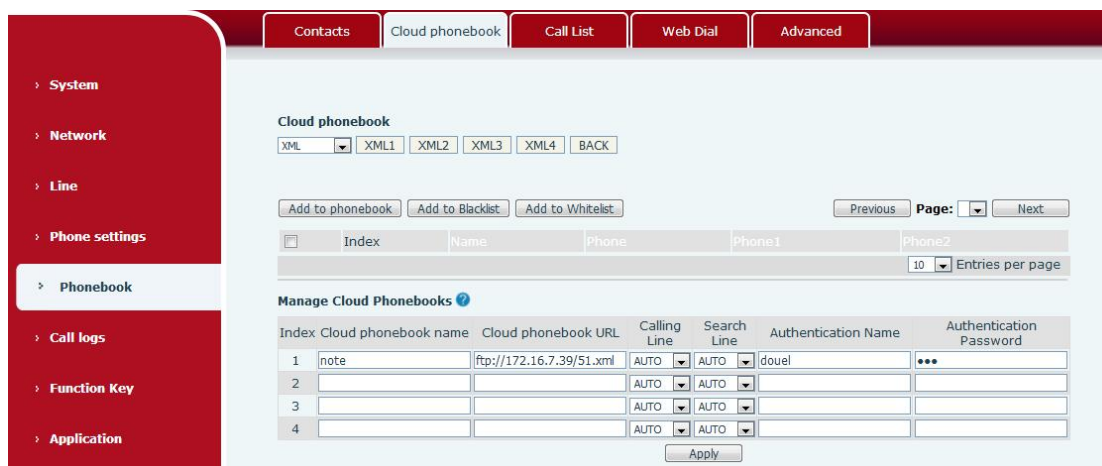 Contacts Cloud phonebook Call List Web Dial Advanced
› System
› Network
› Line
› Phone settings
› Phonebook
› Call logs
› Function Key
› Application
Cloud phonebook
XML XML1 XML2 XML3 XML4 BACK
Add to phonebook Add to Blacklist Add to Whitelist Previous Page: Next
Index Name Phone Phone1 Phone2
10 Entries per page
Manage Cloud Phonebooks ?
Index Cloud phonebook name Cloud phonebook URL Calling Line Search Line Authentication Name Authentication Password
1 note ftp://172.16.7.39/51.xml AUTO AUTO douel •••
2 AUTO AUTO
3 AUTO AUTO
4 AUTO AUTO
Apply